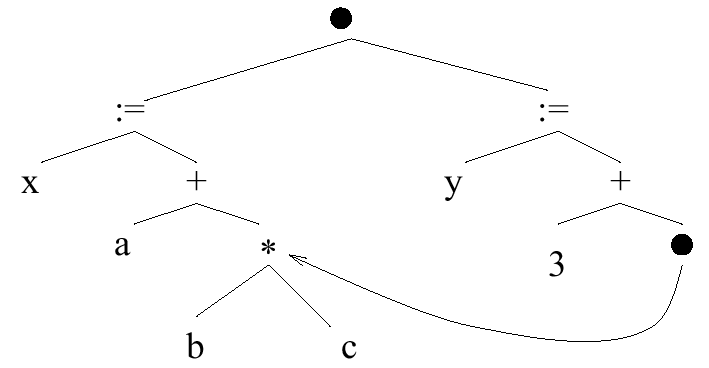 := :=
x + y +
a * 3
b c